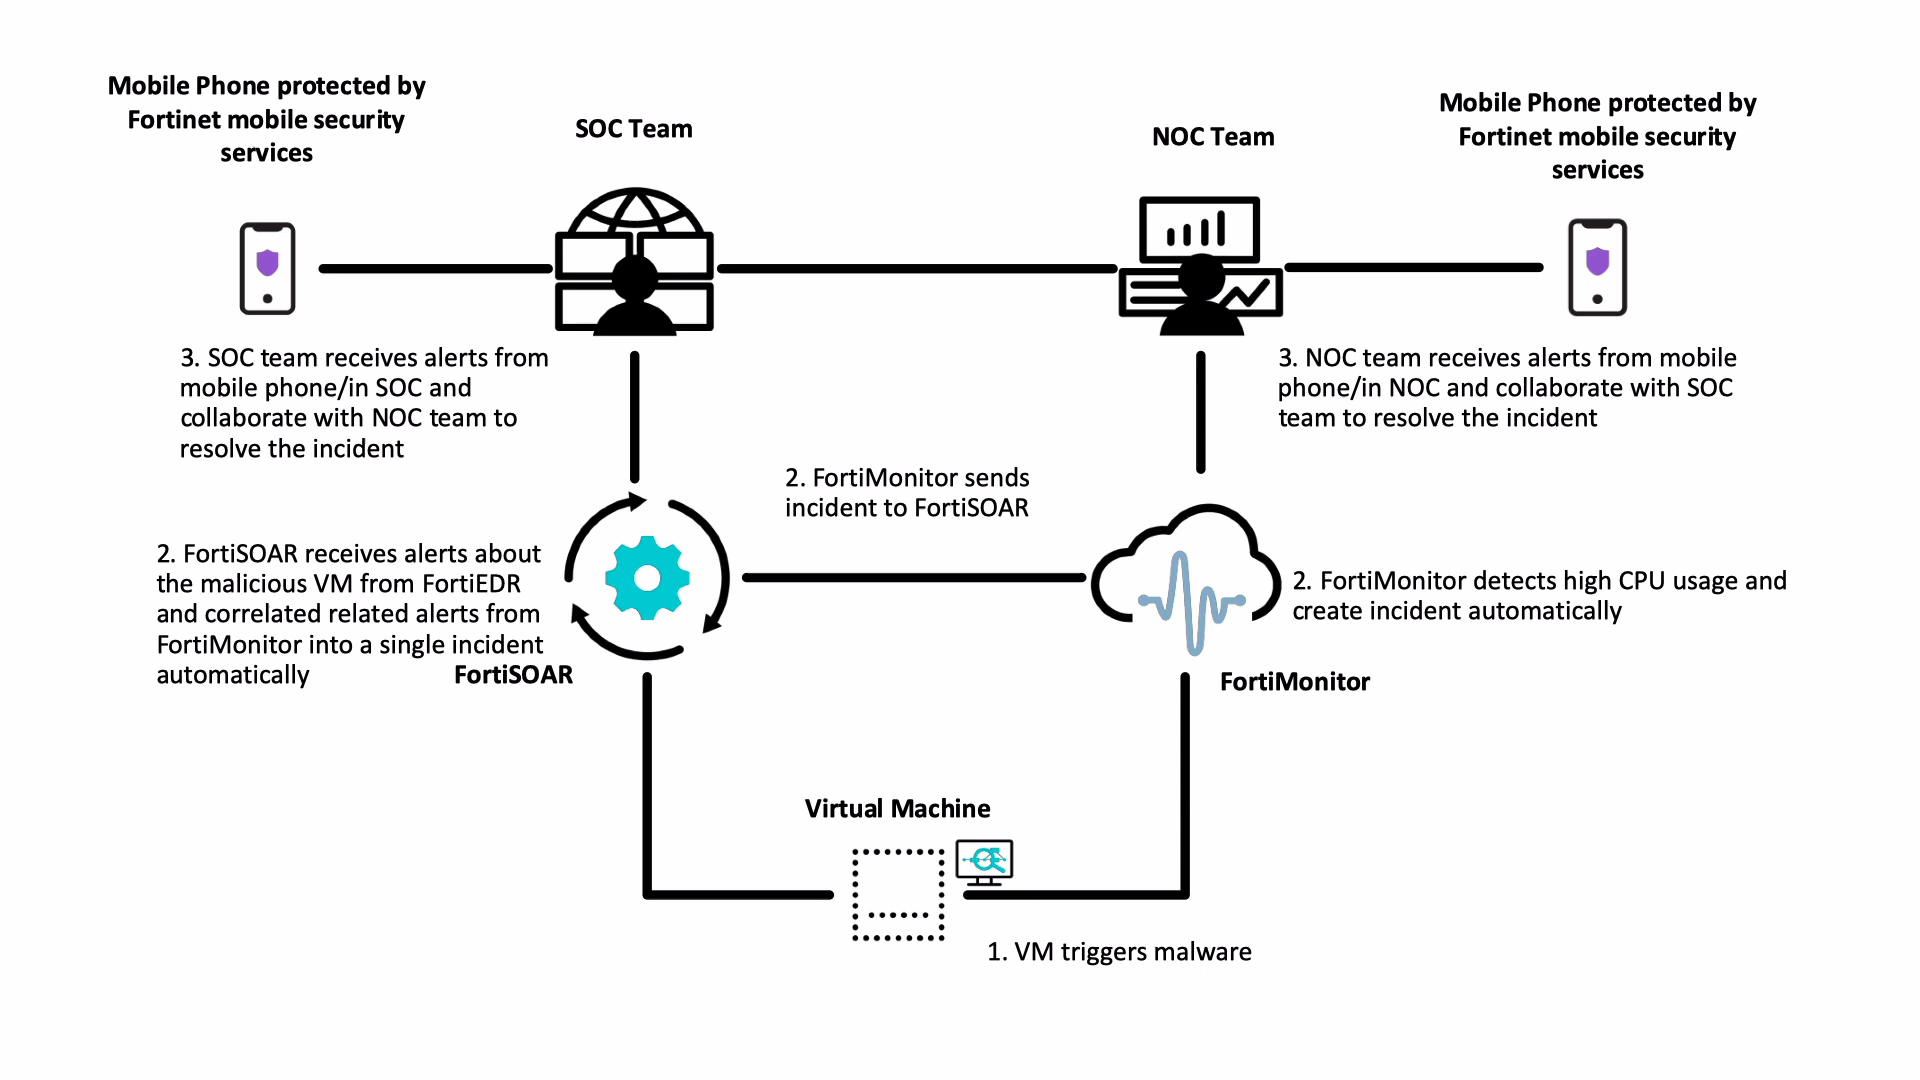 Mobile Phone protected by
Fortinet mobile security
services
SOC Team
NOC Team
Mobile Phone protected by
Fortinet mobile security
services
3. SOC team receives alerts from
mobile phone/in SOC and
collaborate with NOC team to
resolve the incident
3. NOC team receives alerts from mobile
phone/in NOC and collaborate with SOC
team to resolve the incident
2. FortiMonitor sends
incident to FortiSOAR
2. FortiSOAR receives alerts about
the malicious VM from FortiEDR
and correlated related alerts from
FortiMonitor into a single incident
automatically
FortiSOAR
2. FortiMonitor detects high CPU usage and
create incident automatically
FortiMonitor
Virtual Machine
1. VM triggers malware